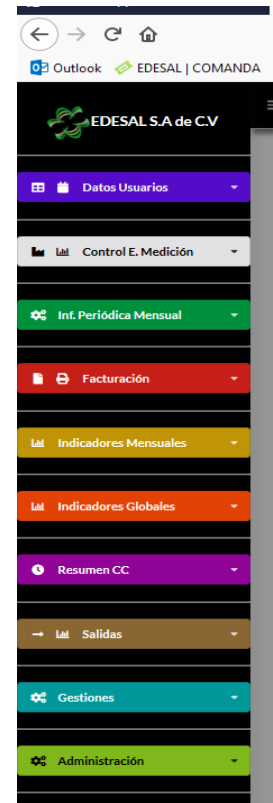 Outlook EDESAL | COMANDA
EDESAL S.A de C.V
Datos Usuarios
Control E. Medición
Inf. Periódica Mensual
Facturación
Indicadores Mensuales
Indicadores Globales
Resumen CC
Salidas
Gestiones
Administración